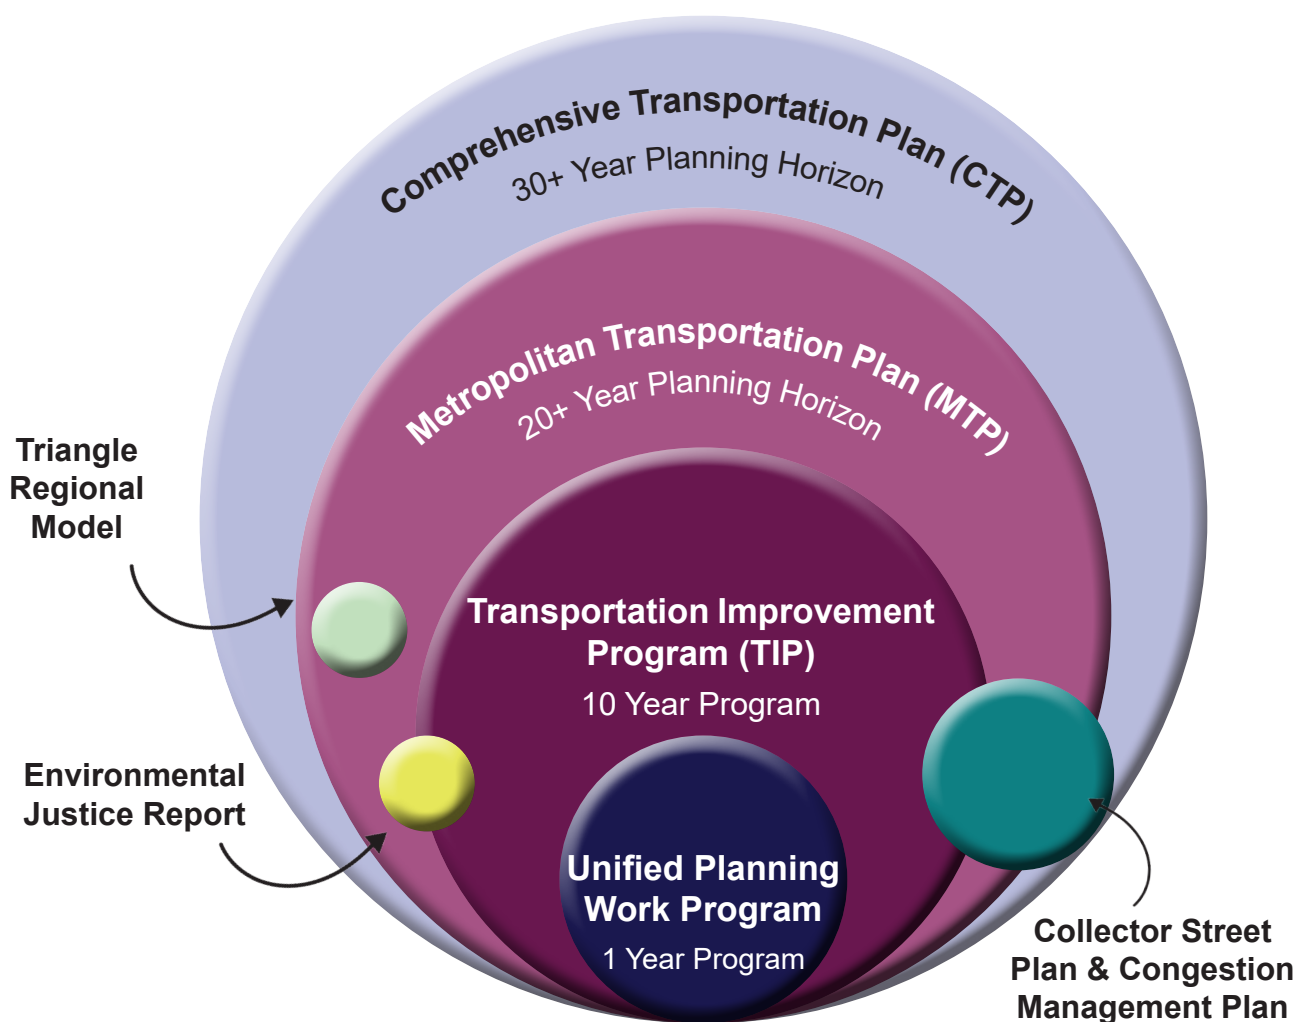 Comprehensive Transportation Plan (CTP)
30+ Year Planning Horizon
Metropolitan Transportation Plan (MTP)
20+ Year Planning Horizon
Triangle
Regional
Model
Transportation Improvement
Program (TIP)
10 Year Program
Environmental
Justice Report
Unified Planning
Work Program
1 Year Program
Collector Street
Plan & Congestion
Management Plan